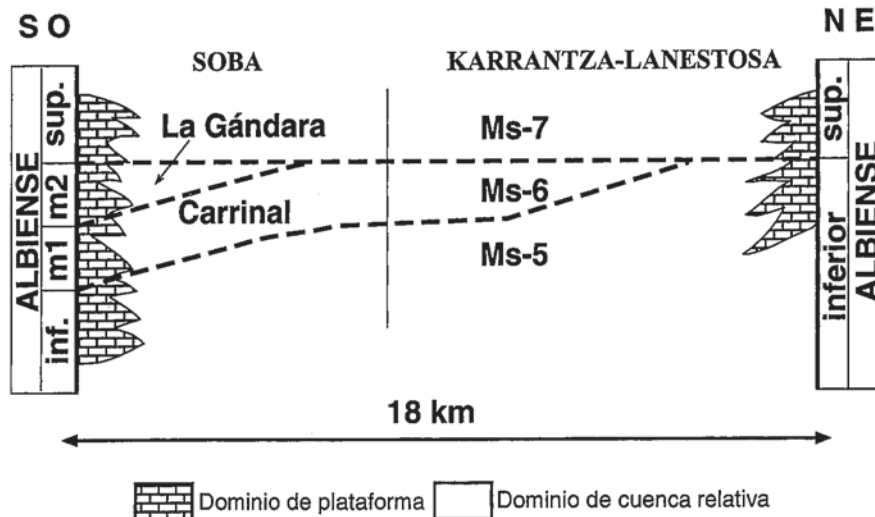 S O
N E
SOBA
KARRANTZA-LANESTOSA
ALBIENSE
sup.
m2
m1
inf.
La Gándara
Carrinal
Ms-7
Ms-6
Ms-5
sup.
inferior
ALBIENSE
18 km
Dominio de plataforma
Dominio de cuenca relativa